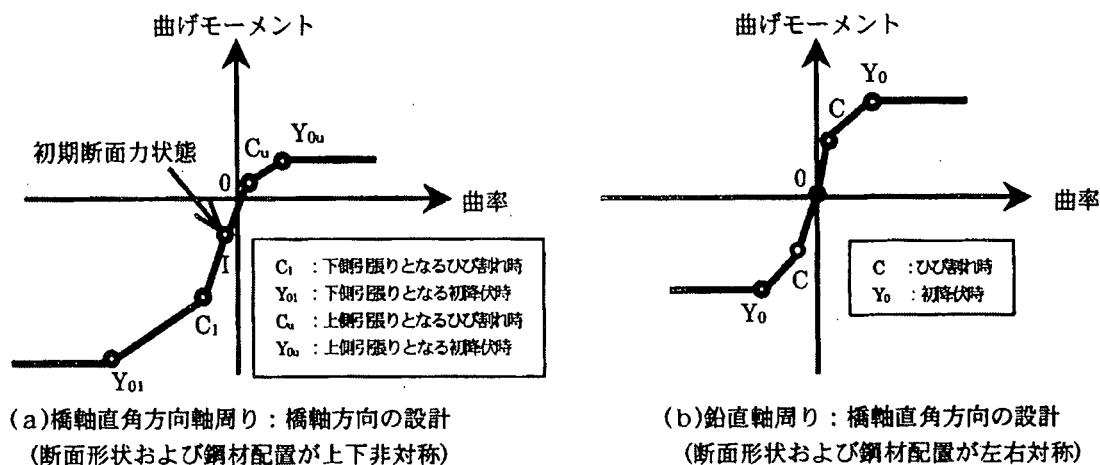 曲げモーメント
Y0u
Cu
初期断面力状態
0
曲率
I
C1
Y01
C1 :下側引張りとなるひび割れ時
Y01 :下側引張りとなる初降伏時
Cu :上側引張りとなるひび割れ時
Y0u :上側引張りとなる初降伏時
(a)橋軸直角方向軸周り:橋軸方向の設計
(断面形状および鋼材配置が上下非対称)
曲げモーメント
Y0
C
0
曲率
C
Y0
C :ひび割れ時
Y0 :初降伏時
(b)鉛直軸周り:橋軸直角方向の設計
(断面形状および鋼材配置が左右対称)